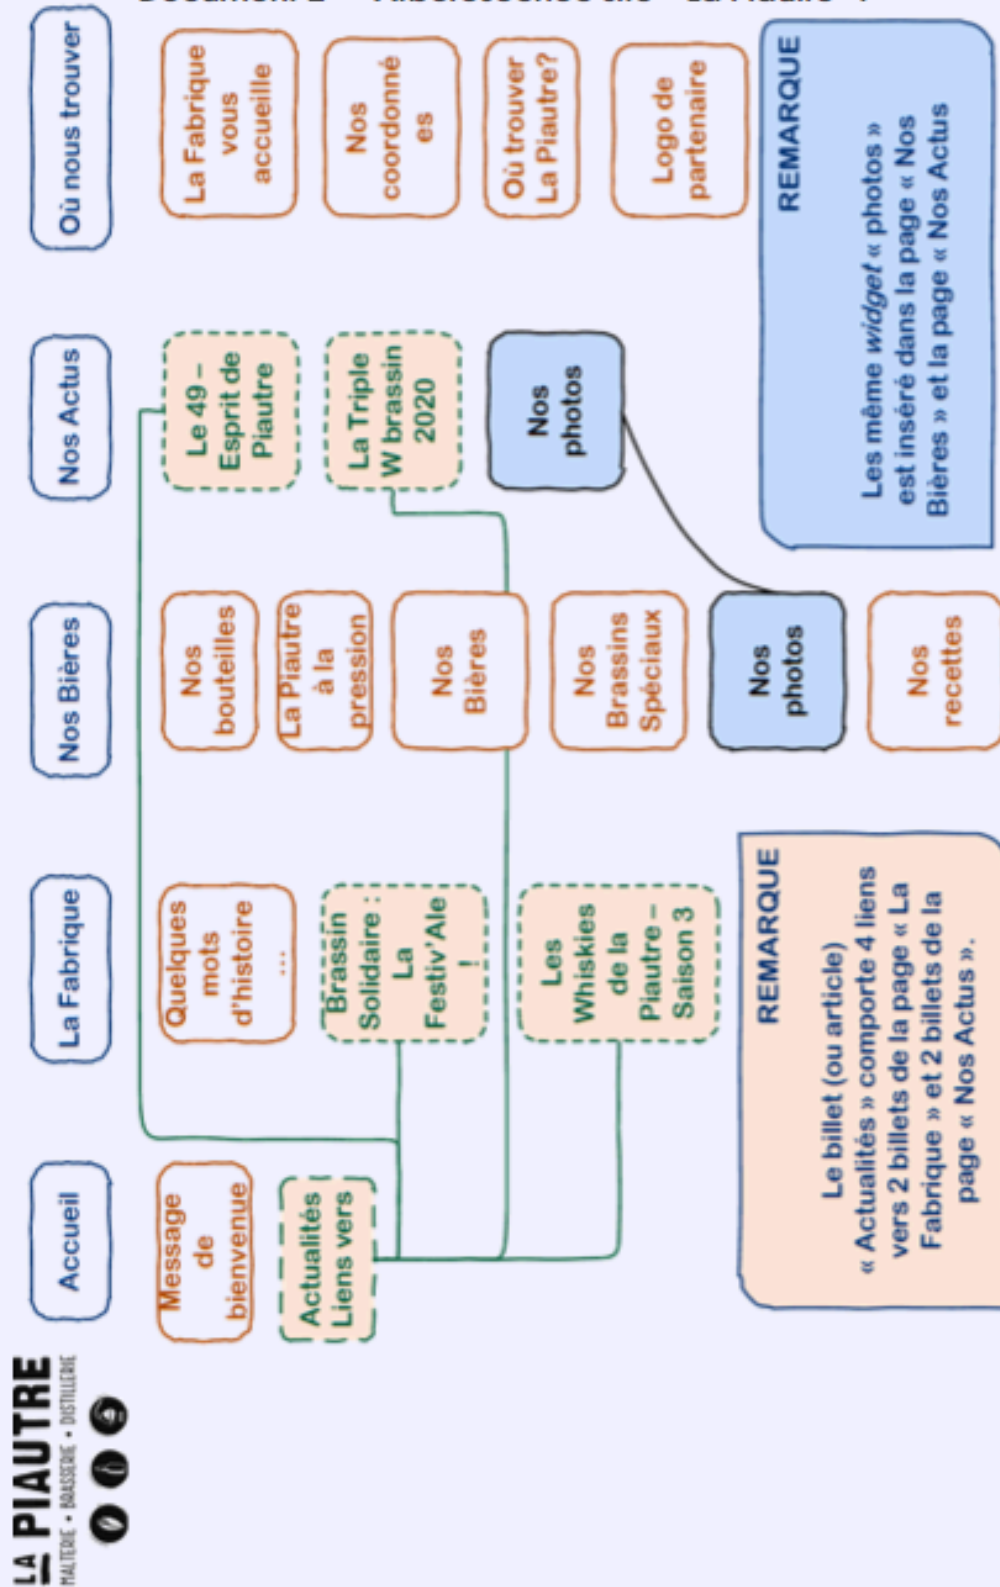 LA PIAUTRE
MALTERIE • BRASSERIE • DISTILLERIE
Accueil
Message
de
bienvenue
Actualités
Liens vers
La Fabrique
Quelques
mots
d'histoire
...
Brassin
Solidaire :
La
Festiv'Ale
!
Les
Whiskies
de la
Piautre –
Saison 3
Nos Bières
Nos
bouteilles
La Piautre
à la
pression
Nos
Bières
Nos
Brassins
Spéciaux
Nos
photos
Nos
recettes
Nos Actus
Le 49 –
Esprit de
Piautre
La Triple
W brassin
2020
Nos
photos
Où nous trouver
La Fabrique
vous
accueille
Nos
coordonné
es
Où trouver
La Piautre?
Logo de
partenaire
REMARQUE
Le billet (ou article)
« Actualités » comporte 4 liens
vers 2 billets de la page « La
Fabrique » et 2 billets de la
page « Nos Actus ».
REMARQUE
Les même widget « photos »
est inséré dans la page « Nos
Bières » et la page « Nos Actus